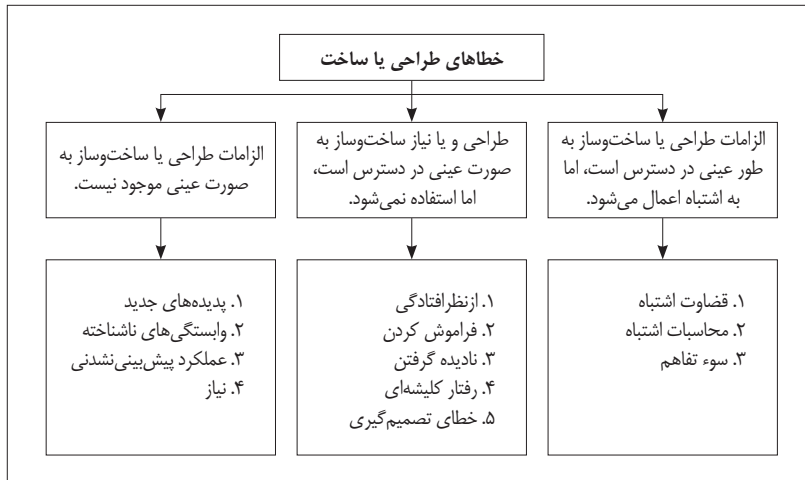 خطاهای طراحی یا ساخت
الزامات طراحی یا ساخت‌وساز به
طور عینی در دسترس است، اما
به اشتباه اعمال می‌شود.
طراحی و یا نیاز ساخت‌وساز به
صورت عینی در دسترس است،
اما استفاده نمی‌شود.
الزامات طراحی یا ساخت‌وساز به
صورت عینی موجود نیست.
۱. قضاوت اشتباه
۲. محاسبات اشتباه
۳. سوء تفاهم
۱. ازنظرافتادگی
۲. فراموش کردن
۳. نادیده گرفتن
۴. رفتار کلیشه‌ای
۵. خطای تصمیم‌گیری
۱. پدیده‌های جدید
۲. وابستگی‌های ناشناخته
۳. عملکرد پیش‌بینی‌نشدنی
۴. نیاز